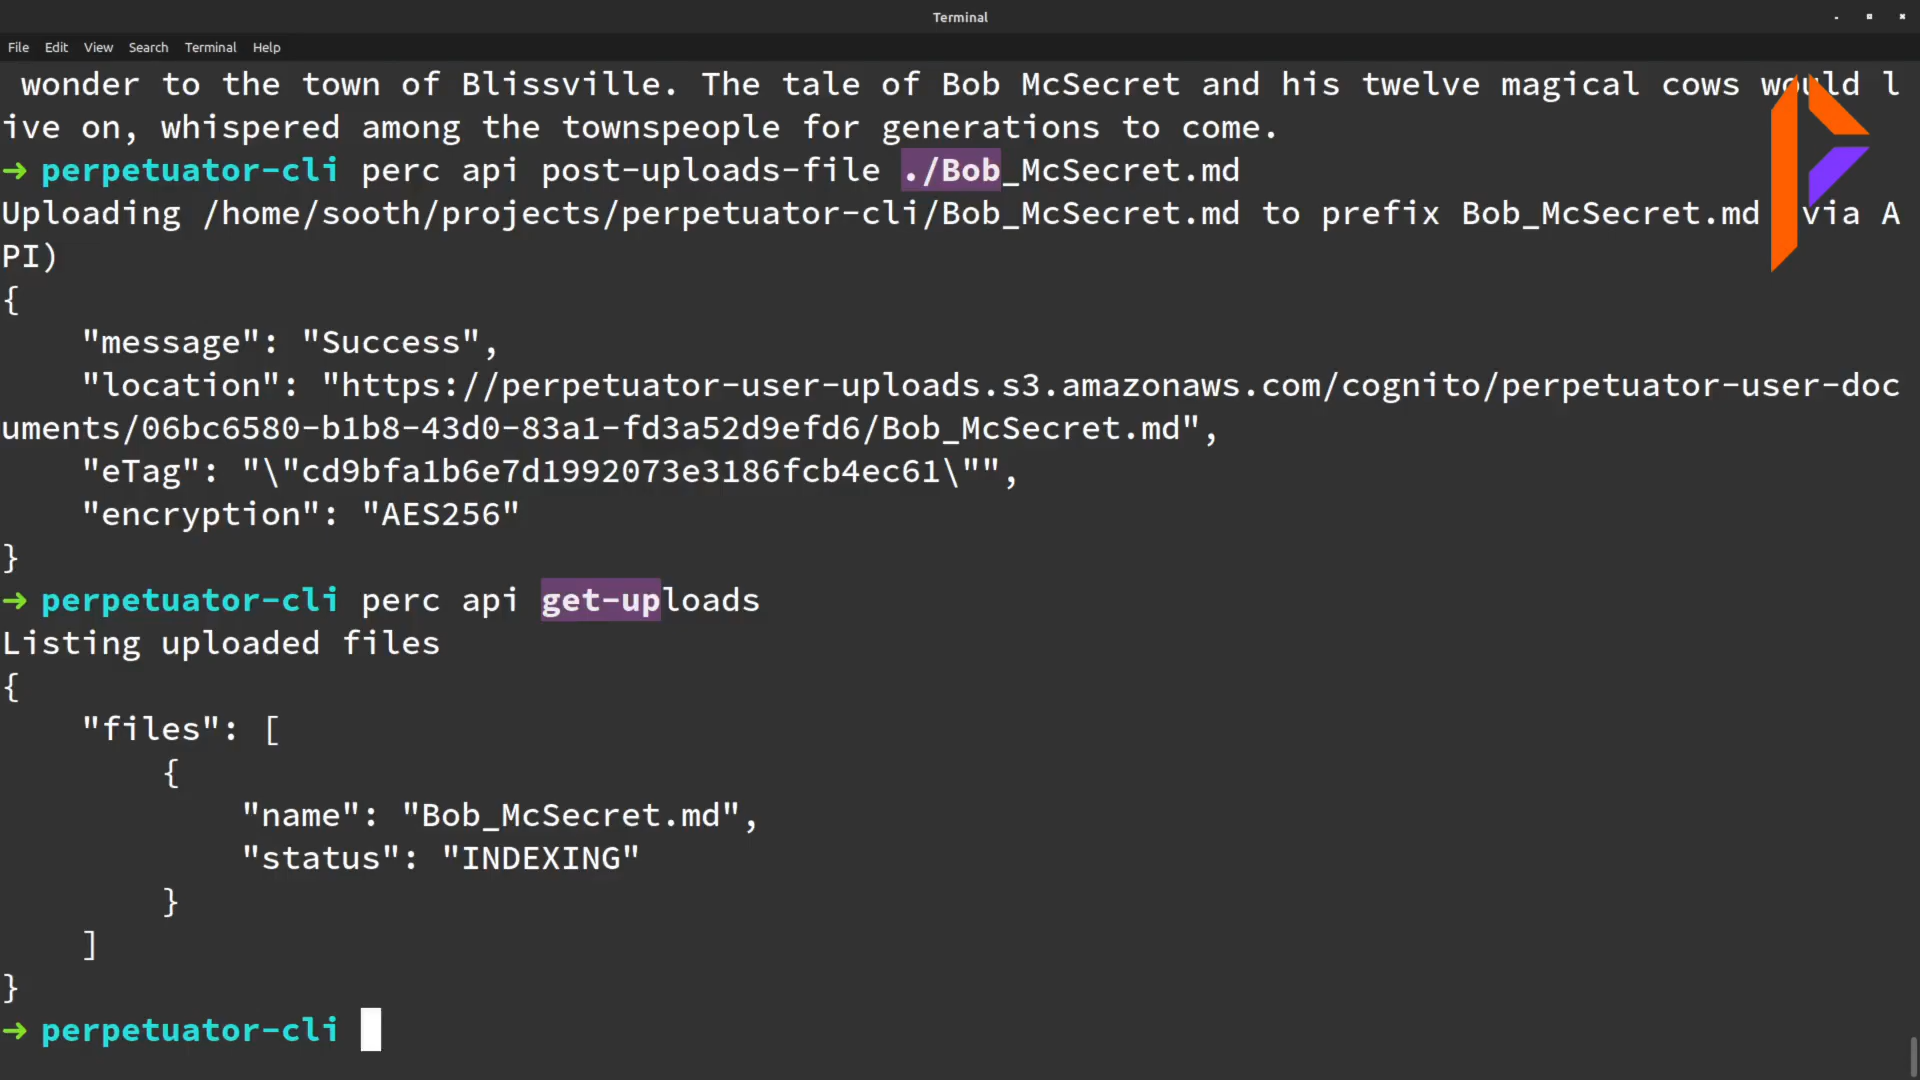 Terminal
File Edit View Search Terminal Help
wonder to the town of Blissville. The tale of Bob McSecret and his twelve magical cows would l
ive on, whispered among the townspeople for generations to come.
➜ perpetuator-cli perc api post-uploads-file ./Bob_McSecret.md
Uploading /home/sooth/projects/perpetuator-cli/Bob_McSecret.md to prefix Bob_McSecret.md via A
PI)
{
    "message": "Success",
    "location": "https://perpetuator-user-uploads.s3.amazonaws.com/cognito/perpetuator-user-doc
uments/06bc6580-b1b8-43d0-83a1-fd3a52d9efd6/Bob_McSecret.md",
    "eTag": "\"cd9bfa1b6e7d1992073e3186fcb4ec61\"",
    "encryption": "AES256"
}
➜ perpetuator-cli perc api get-uploads
Listing uploaded files
{
    "files": [
        {
            "name": "Bob_McSecret.md",
            "status": "INDEXING"
        }
    ]
}
➜ perpetuator-cli